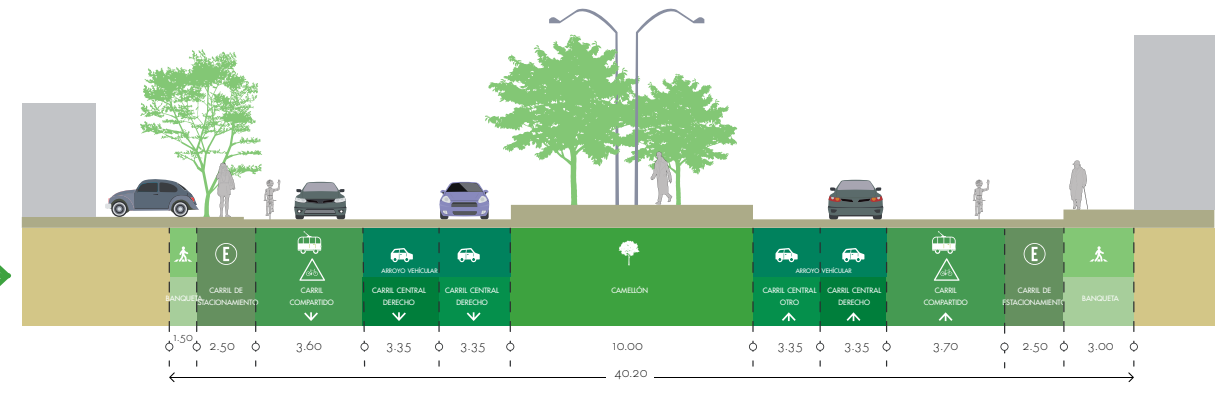 E
E
ARROYO VEHÍCULAR
ARROYO VEHÍCULAR
BANQUETA
CARRIL DE
ESTACIONAMIENTO
CARRIL
COMPARTIDO
CARRIL CENTRAL
DERECHO
CARRIL CENTRAL
DERECHO
CAMELLÓN
CARRIL CENTRAL
OTRO
CARRIL CENTRAL
DERECHO
CARRIL
COMPARTIDO
CARRIL DE
ESTACIONAMIENTO
BANQUETA
1.50
2.50
3.60
3.35
3.35
10.00
3.35
3.35
3.70
2.50
3.00
40.20